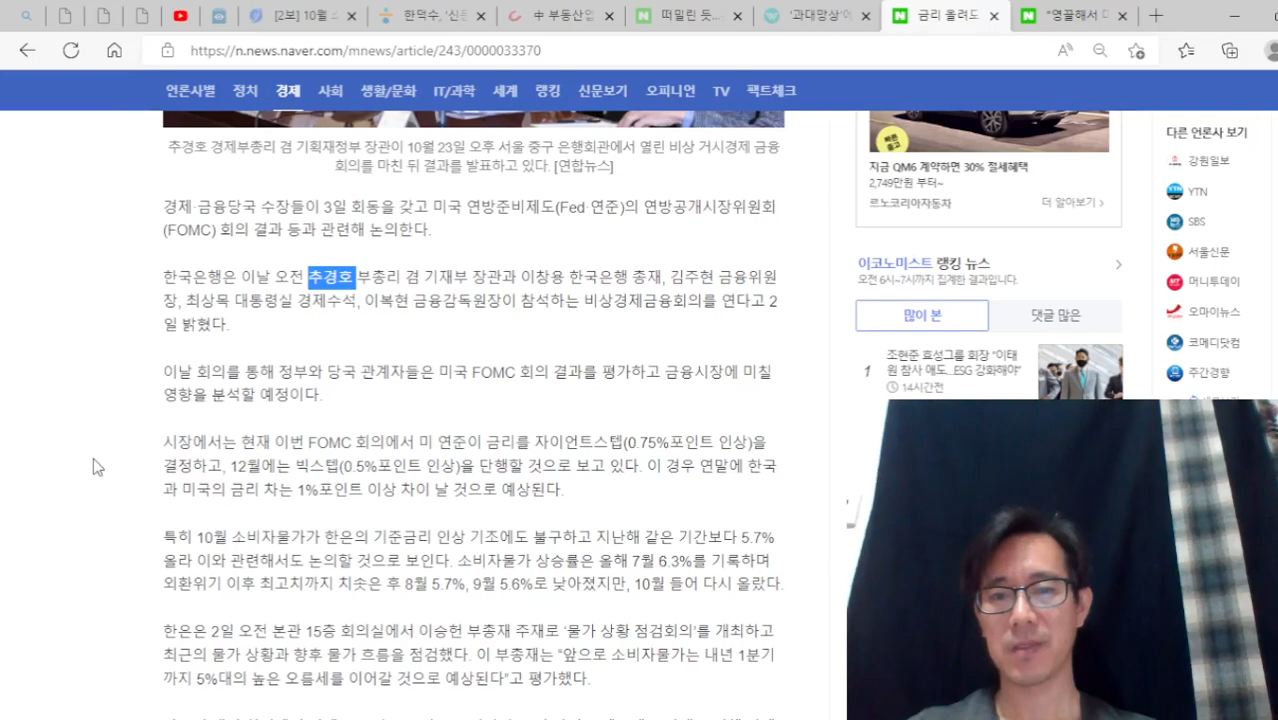 [2보] 10월 소
한덕수, '신뢰
中 부동산업
떠밀린 듯...
'과대망상'이
금리 올려도
"영끌해서 다
https://n.news.naver.com/mnews/article/243/0000033370
언론사별 정치 경제 사회 생활/문화 IT/과학 세계 랭킹 신문보기 오피니언 TV 팩트체크
추경호 경제부총리 겸 기획재정부 장관이 10월 23일 오후 서울 중구 은행회관에서 열린 비상 거시경제 금융
회의를 마친 뒤 결과를 발표하고 있다. [연합뉴스]
경제·금융당국 수장들이 3일 회동을 갖고 미국 연방준비제도(Fed·연준)의 연방공개시장위원회
(FOMC) 회의 결과 등과 관련해 논의한다.
한국은행은 이날 오전 추경호 부총리 겸 기재부 장관과 이창용 한국은행 총재, 김주현 금융위원
장, 최상목 대통령실 경제수석, 이복현 금융감독원장이 참석하는 비상경제금융회의를 연다고 2
일 밝혔다.
이날 회의를 통해 정부와 당국 관계자들은 미국 FOMC 회의 결과를 평가하고 금융시장에 미칠
영향을 분석할 예정이다.
시장에서는 현재 이번 FOMC 회의에서 미 연준이 금리를 자이언트스텝(0.75%포인트 인상)을
결정하고, 12월에는 빅스텝(0.5%포인트 인상)을 단행할 것으로 보고 있다. 이 경우 연말에 한국
과 미국의 금리 차는 1%포인트 이상 차이 날 것으로 예상된다.
특히 10월 소비자물가가 한은의 기준금리 인상 기조에도 불구하고 지난해 같은 기간보다 5.7%
올라 이와 관련해서도 논의할 것으로 보인다. 소비자물가 상승률은 올해 7월 6.3%를 기록하며
외환위기 이후 최고치까지 치솟은 후 8월 5.7%, 9월 5.6%로 낮아졌지만, 10월 들어 다시 올랐다.
한은은 2일 오전 본관 15층 회의실에서 이승헌 부총재 주재로 '물가 상황 점검회의'를 개최하고
최근의 물가 상황과 향후 물가 흐름을 점검했다. 이 부총재는 "앞으로 소비자물가는 내년 1분기
까지 5%대의 높은 오름세를 이어갈 것으로 예상된다"고 평가했다.
빠른
출고
지금 QM6 계약하면 30% 절세혜택
2,749만원 부터~
르노코리아자동차
더 알아보기
이코노미스트 랭킹 뉴스
오전 6시~7시까지 집계한 결과입니다.
많이 본
댓글 많은
1
조현준 효성그룹 회장 "이태
원 참사 애도...ESG 강화해야"
14시간전
다른 언론사 보기
강원일보
YTN
SBS
서울신문
머니투데이
오마이뉴스
코메디닷컴
주간경향